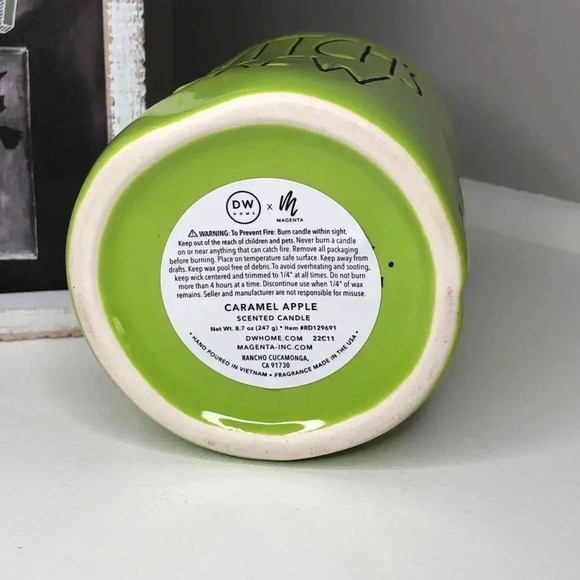 WITCH'S
BREW
DW
HOME
x
M
MAGENTA
⚠ WARNING: To Prevent Fire: Burn candle within sight.
Keep out of the reach of children and pets. Never burn a candle
on or near anything that can catch fire. Remove all packaging
before burning. Place on temperature safe surface. Keep away from
drafts. Keep wax pool free of debris. To avoid overheating and sooting,
keep wick centered and trimmed to 1/4" at all times. Do not burn
more than 4 hours at a time. Discontinue use when 1/4" of wax
remains. Seller and manufacturer are not responsible for misuse.
CARAMEL APPLE
SCENTED CANDLE
Net Wt. 8.7 oz (247 g) • Item #RD129691
DWHOME.COM 22C11
MAGENTA-INC.COM
RANCHO CUCAMONGA,
CA 91730
• HAND POURED IN VIETNAM • FRAGRANCE MADE IN THE USA •